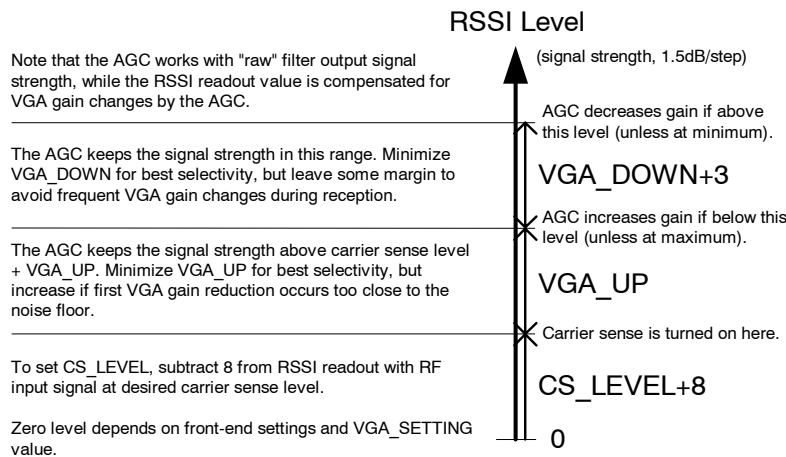 RSSI Level
(signal strength, 1.5dB/step)
Note that the AGC works with "raw" filter output signal
strength, while the RSSI readout value is compensated for
VGA gain changes by the AGC.
AGC decreases gain if above
this level (unless at minimum).
The AGC keeps the signal strength in this range. Minimize
VGA_DOWN for best selectivity, but leave some margin to
avoid frequent VGA gain changes during reception.
VGA_DOWN+3
AGC increases gain if below this
level (unless at maximum).
The AGC keeps the signal strength above carrier sense level
+ VGA_UP. Minimize VGA_UP for best selectivity, but
increase if first VGA gain reduction occurs too close to the
noise floor.
VGA_UP
Carrier sense is turned on here.
To set CS_LEVEL, subtract 8 from RSSI readout with RF
input signal at desired carrier sense level.
CS_LEVEL+8
Zero level depends on front-end settings and VGA_SETTING
value.
0